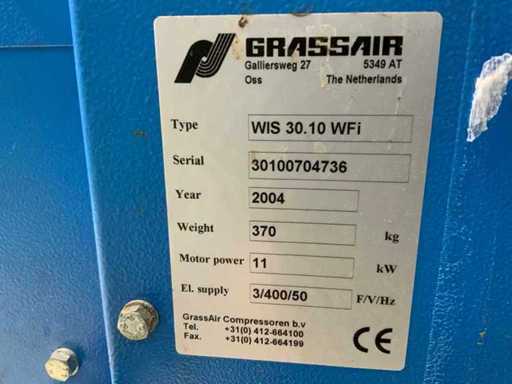 GRASSAIR
Galliersweg 27 5349 AT
Oss The Netherlands
Type WIS 30.10 WFi
Serial 30100704736
Year 2004
Weight 370 kg
Motor power 11 kW
El. supply 3/400/50 F/V/Hz
GrassAir Compressoren b.v
Tel. +31(0) 412-664100
Fax. +31(0) 412-664199
CE